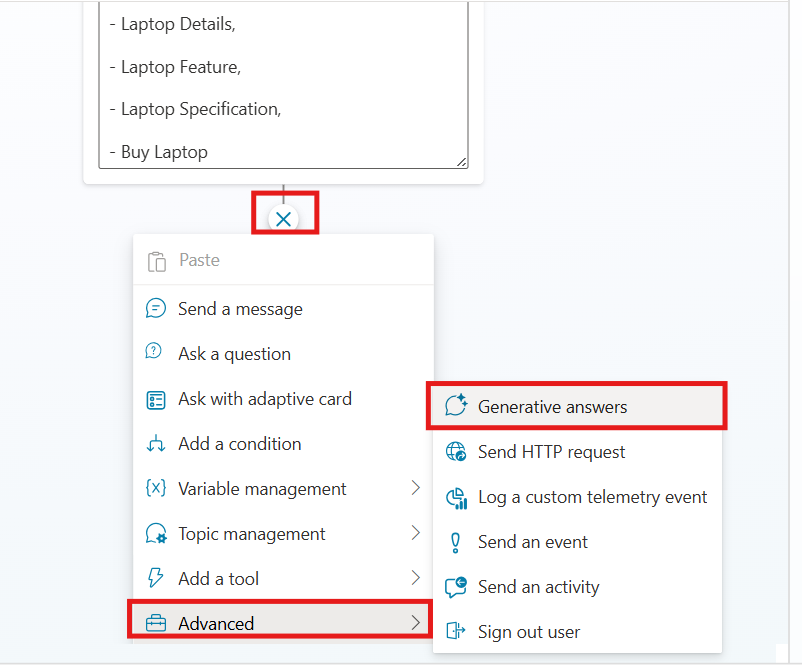 - Laptop Details,
- Laptop Feature,
- Laptop Specification,
- Buy Laptop
Paste
Send a message
Ask a question
Ask with adaptive card
Add a condition
{x} Variable management
Topic management
Add a tool
Advanced
Generative answers
Send HTTP request
Log a custom telemetry event
Send an event
Send an activity
Sign out user